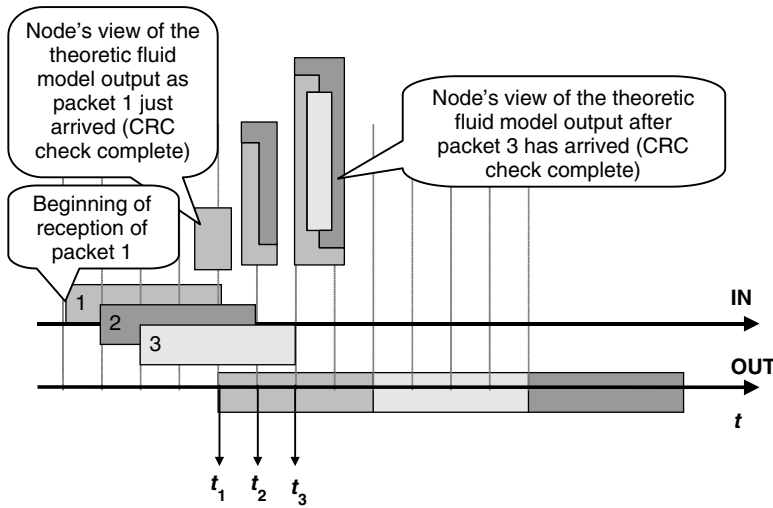 Node's view of the
theoretic fluid
model output as
packet 1 just
arrived (CRC
check complete)
Node's view of the theoretic
fluid model output after
packet 3 has arrived (CRC
check complete)
Beginning of
reception of
packet 1
1
2
3
IN
OUT
t
t1
t2
t3